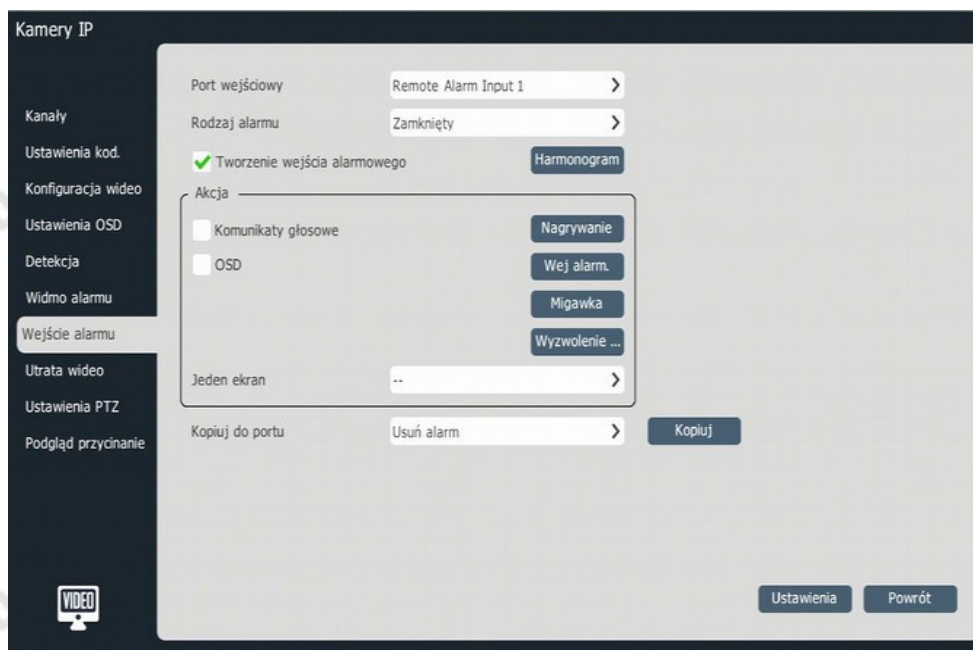 Kamery IP
Kanały
Ustawienia kod.
Konfiguracja wideo
Ustawienia OSD
Detekcja
Widmo alarmu
Wejście alarmu
Utrata wideo
Ustawienia PTZ
Podgląd przycinanie
VIDEO
Port wejściowy Remote Alarm Input 1
Rodzaj alarmu Zamknięty
Tworzenie wejścia alarmowego Harmonogram
Akcja
Komunikaty głosowe Nagrywanie
OSD Wej alarm.
Migawka
Wyzwolenie ...
Jeden ekran --
Kopiuj do portu Usuń alarm Kopiuj
Ustawienia Powrót